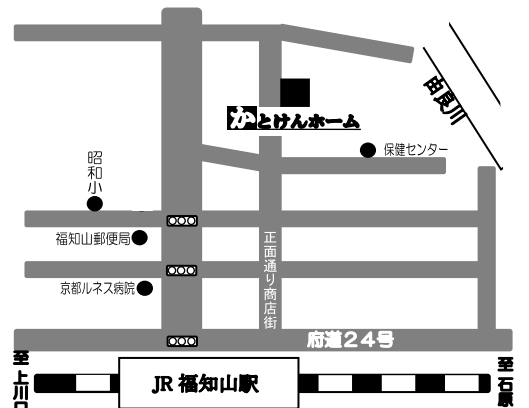 由良川
かとけんホーム
保健センター
昭和小
福知山郵便局
正面通り商店街
京都ルネス病院
府道24号
至上川口
至石原
JR福知山駅